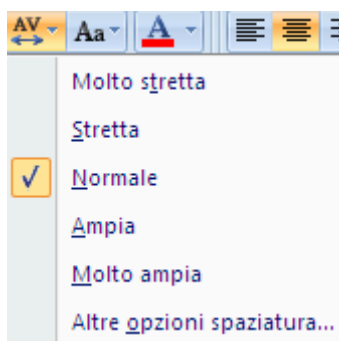 AV Aa A
Molto stretta
Stretta
Normale
Ampia
Molto ampia
Altre opzioni spaziatura...